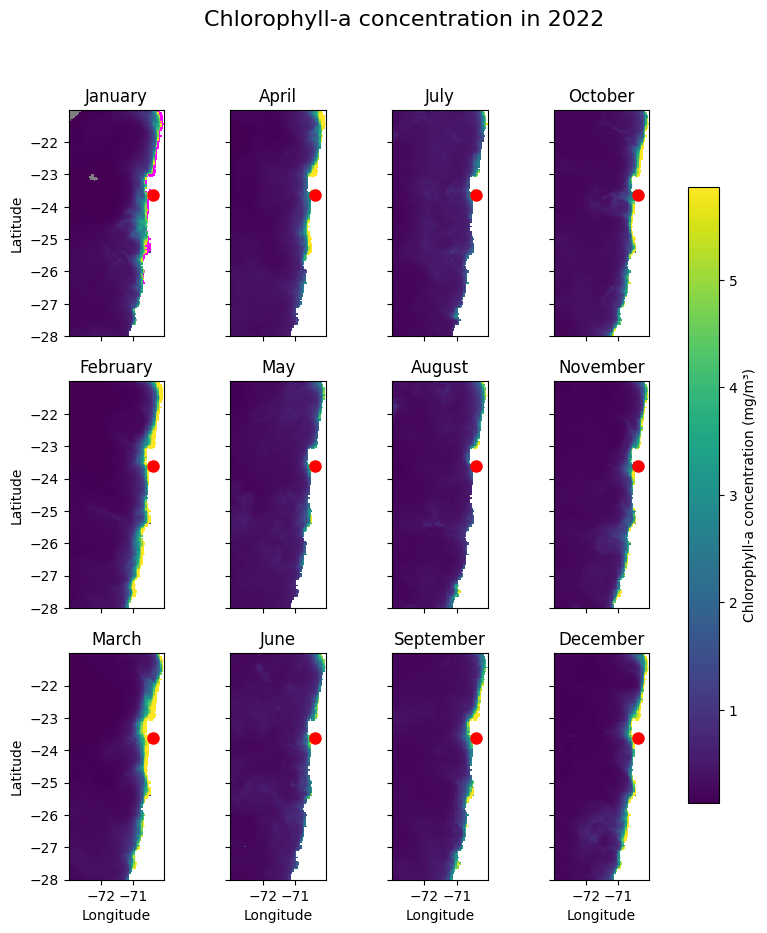 Chlorophyll-a concentration in 2022
January April July October
−22
−23
−24
−25
−26
−27
−28
Latitude
February May August November
−22
−23
−24
−25
−26
−27
−28
Latitude
March June September December
−22
−23
−24
−25
−26
−27
−28
Latitude
−72 −71 −72 −71 −72 −71 −72 −71
Longitude Longitude Longitude Longitude
5
4
3
2
1
Chlorophyll-a concentration (mg/m³)